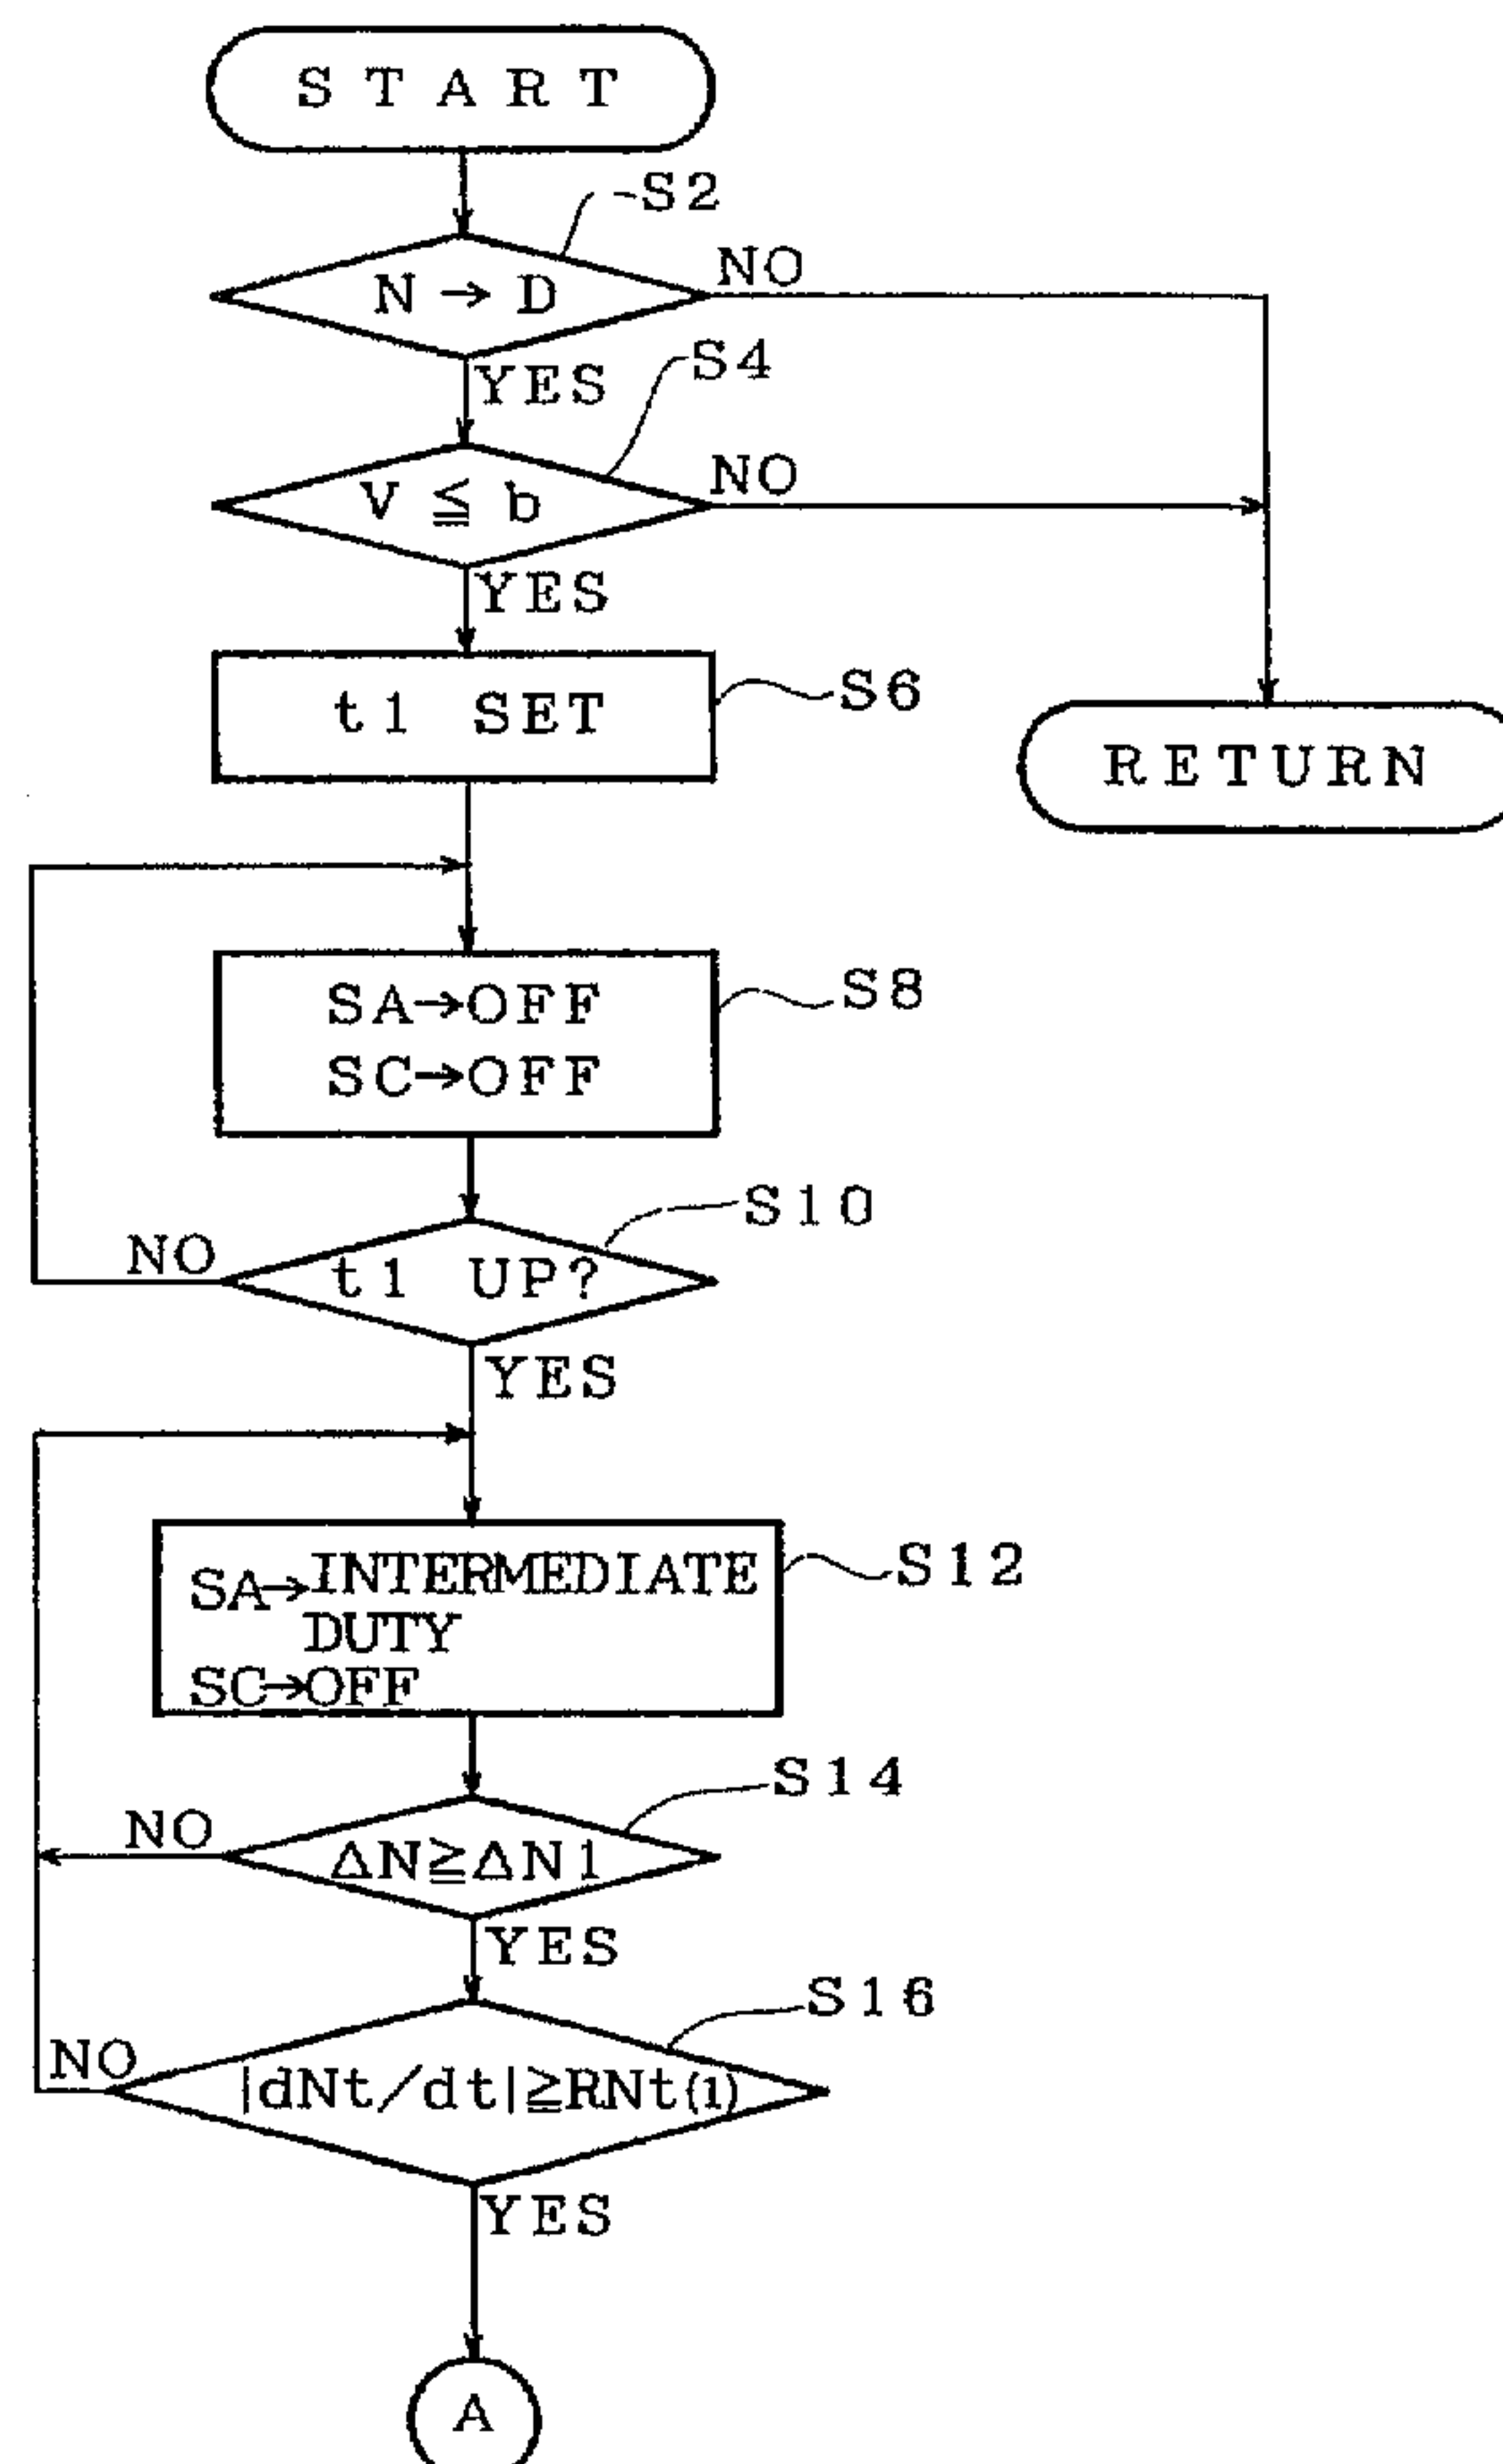 START
S2
N→D
NO
YES
S4
V ≦ b
NO
YES
t1 SET
S6
RETURN
SA→OFF
SC→OFF
S8
S10
t1 UP?
NO
YES
SA→INTERMEDIATE
DUTY
SC→OFF
S12
S14
ΔN≧ΔN1
NO
YES
S16
|dNt/dt|≧RNt(1)
NO
YES
A